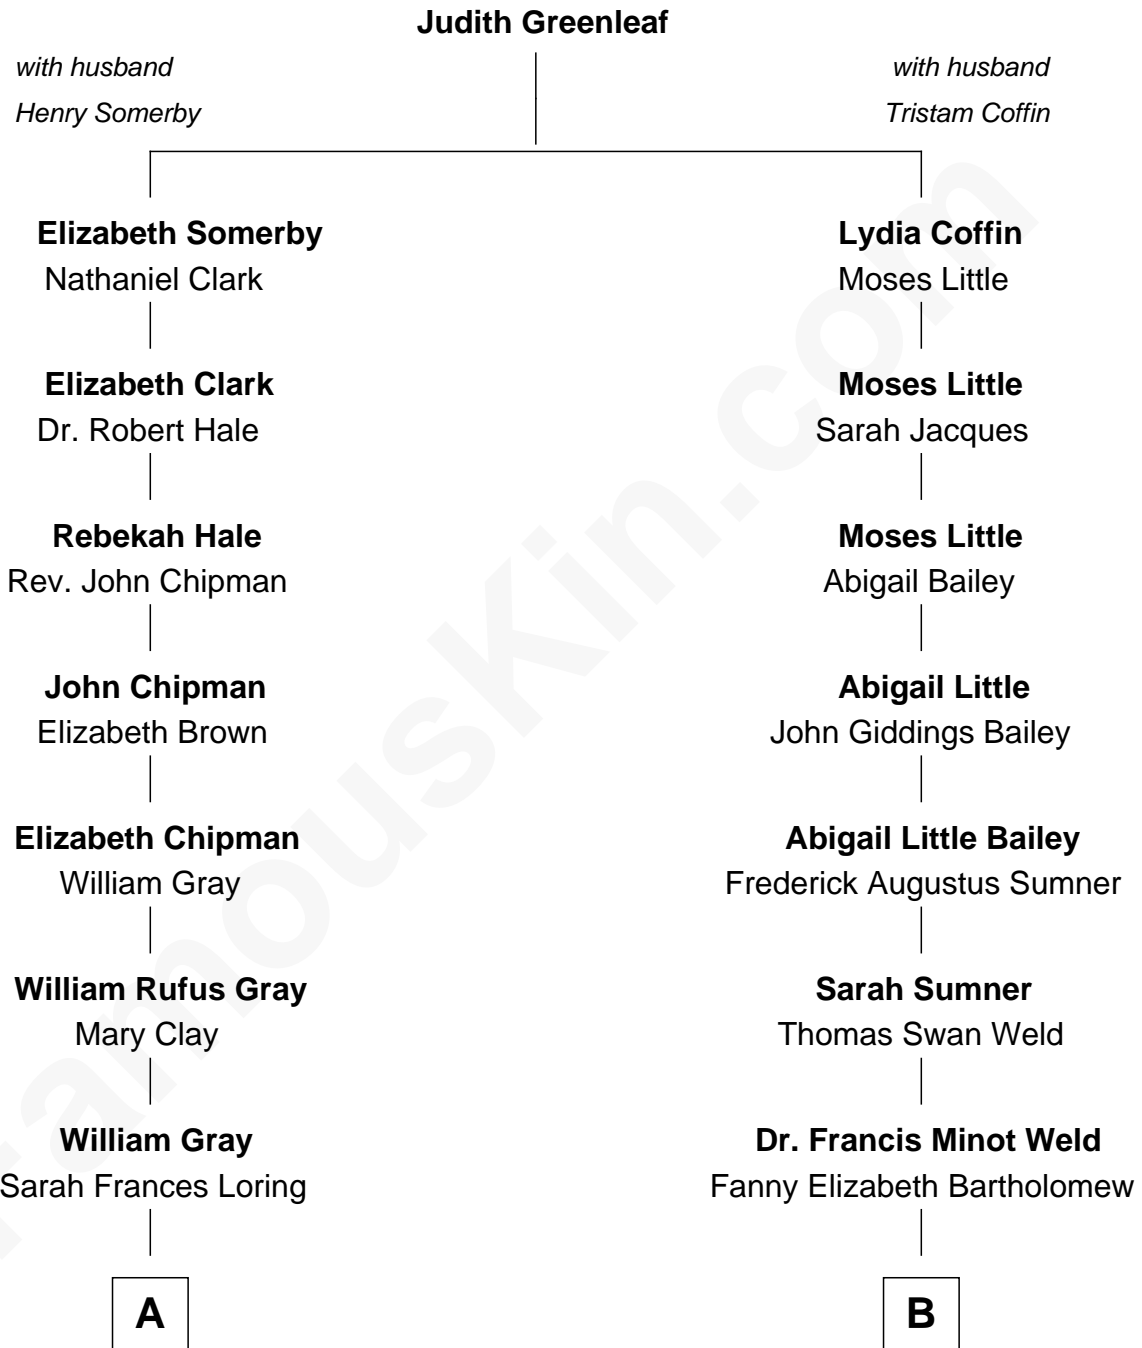 Judith Greenleaf
with husband
Henry Somerby
with husband
Tristam Coffin
Elizabeth Somerby
Nathaniel Clark
Lydia Coffin
Moses Little
Elizabeth Clark
Dr. Robert Hale
Moses Little
Sarah Jacques
Rebekah Hale
Rev. John Chipman
Moses Little
Abigail Bailey
John Chipman
Elizabeth Brown
Abigail Little
John Giddings Bailey
Elizabeth Chipman
William Gray
Abigail Little Bailey
Frederick Augustus Sumner
William Rufus Gray
Mary Clay
Sarah Sumner
Thomas Swan Weld
William Gray
Sarah Frances Loring
Dr. Francis Minot Weld
Fanny Elizabeth Bartholomew
A
B
FamousKin.com